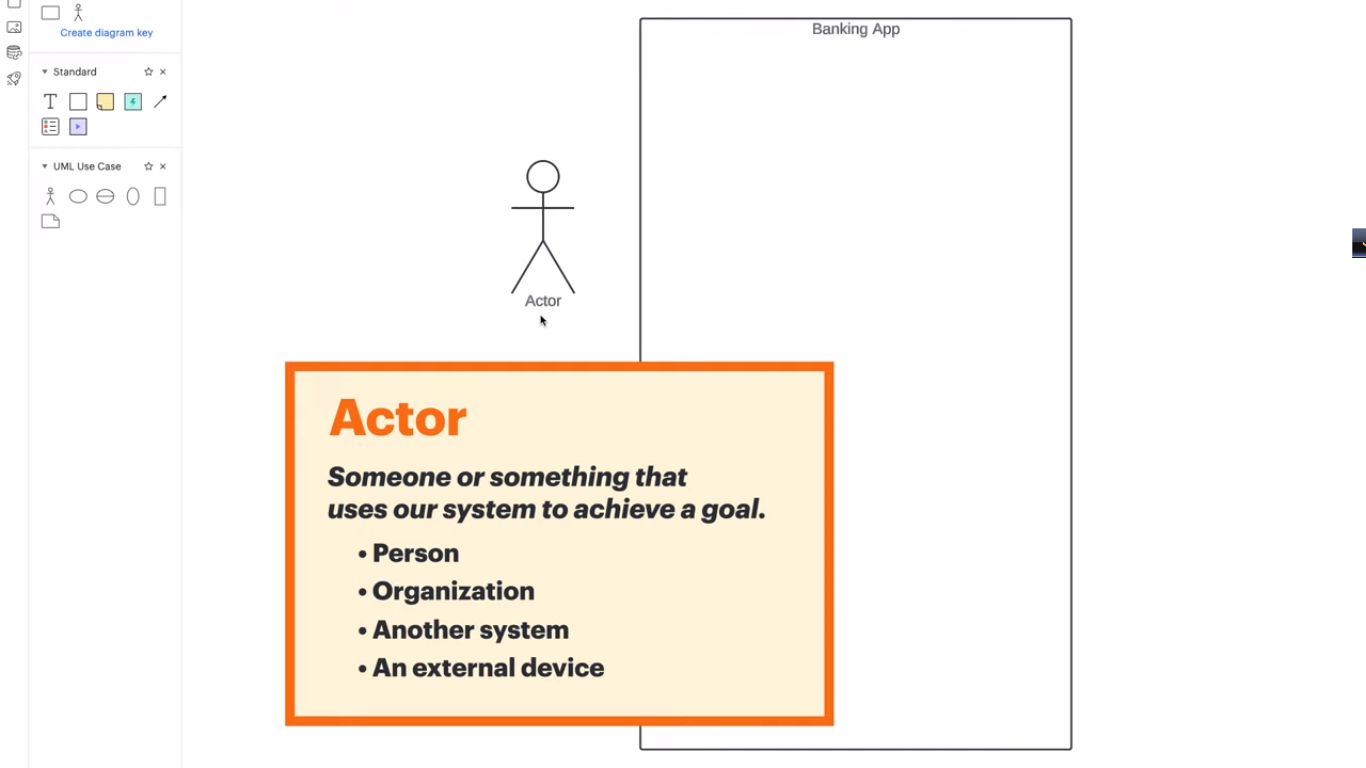 Create diagram key
Standard
UML Use Case
Banking App
Actor
Actor
Someone or something that
uses our system to achieve a goal.
• Person
• Organization
• Another system
• An external device